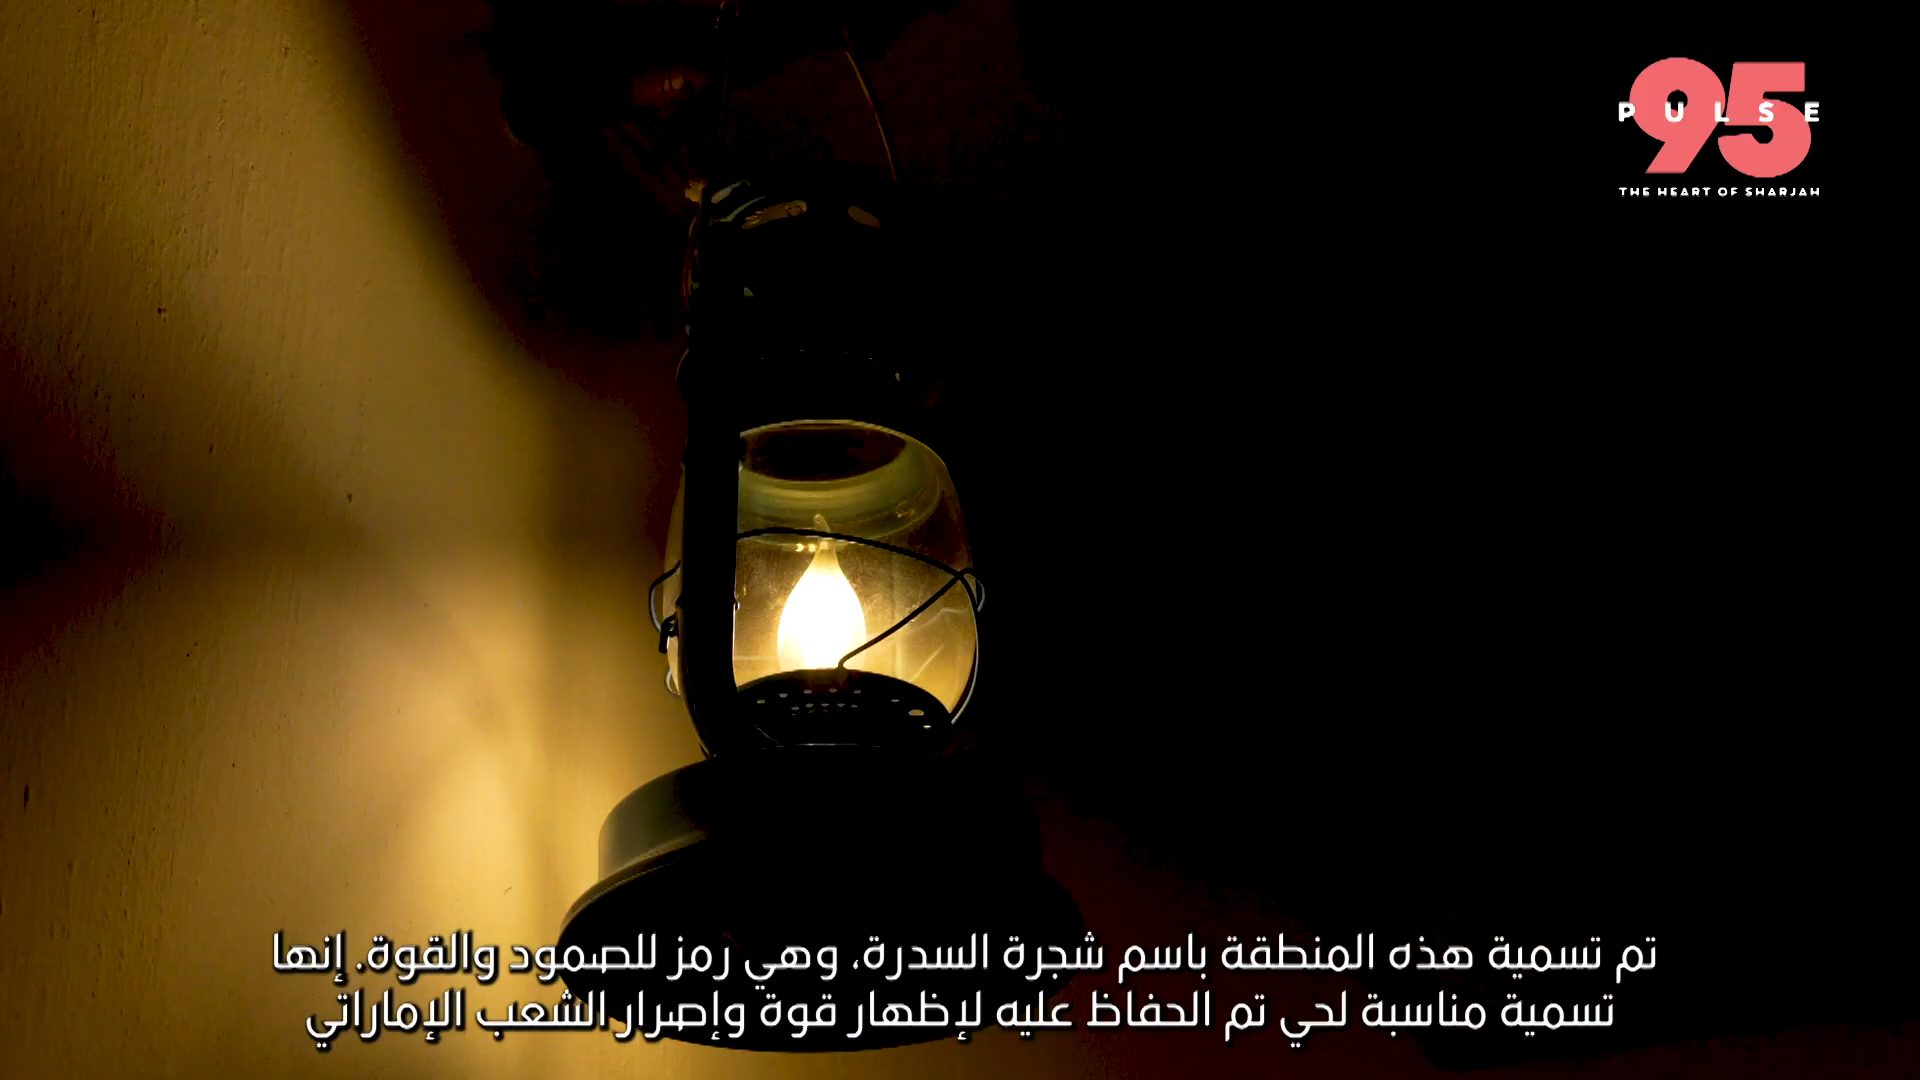 95
PULSE
THE HEART OF SHARJAH
تم تسمية هذه المنطقة باسم شجرة السدرة، وهي رمز للصمود والقوة. إنها
تسمية مناسبة لحي تم الحفاظ عليه لإظهار قوة وإصرار الشعب الإماراتي